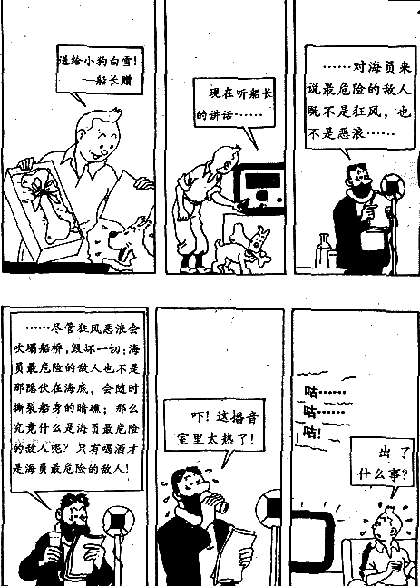 送给小狗白雪!
—船长赠
现在听船长
的讲话……
……对海员来
说最危险的敌人
既不是狂风，也
不是恶浪……
……尽管狂风恶浪会
吹塌船桥，毁坏一切;海
员最危险的敌人也不是
那隐伏在海底，会随时
撕裂船身的暗礁;那么
究竟什么是海员最危险
的敌人呢?只有喝酒才
是海员最危险的敌人!
吓!这播音
室里太热了!
咕……
咕……
咕!
出了
什么事?